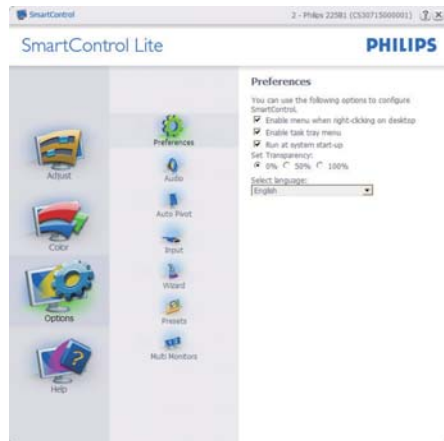 SmartControl
2 - Philips 225B1 (CS30715000001)
SmartControl Lite
PHILIPS
Adjust
Color
Options
Help
Preferences
Audio
Auto Pivot
Input
Wizard
Presets
Multi Monitors
Preferences
You can use the following options to configure
SmartControl.
Enable menu when right-clicking on desktop
Enable task tray menu
Run at system start-up
Set Transparency:
0% 50% 100%
Select language:
English